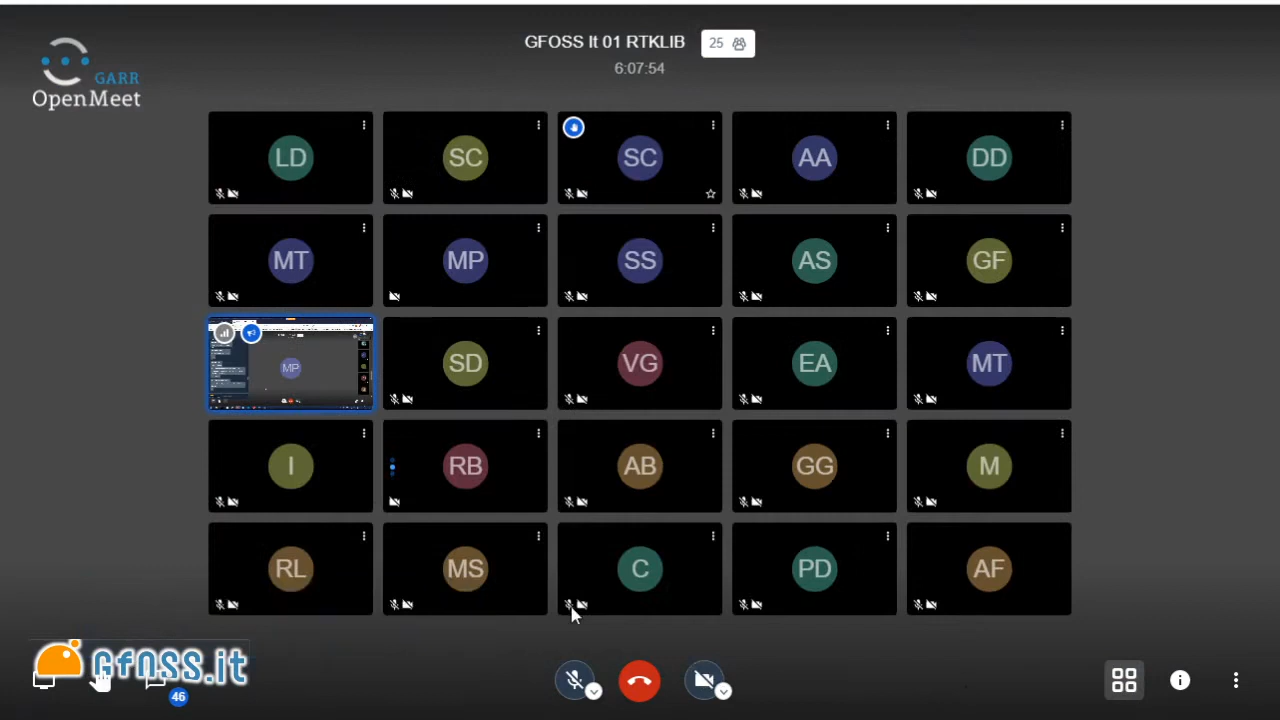 GFOSS It 01 RTKLIB 25
6:07:54
GARR
OpenMeet
LD SC SC AA DD
MT MP SS AS GF
MP SD VG EA MT
I RB AB GG M
RL MS C PD AF
Gfoss.it
46